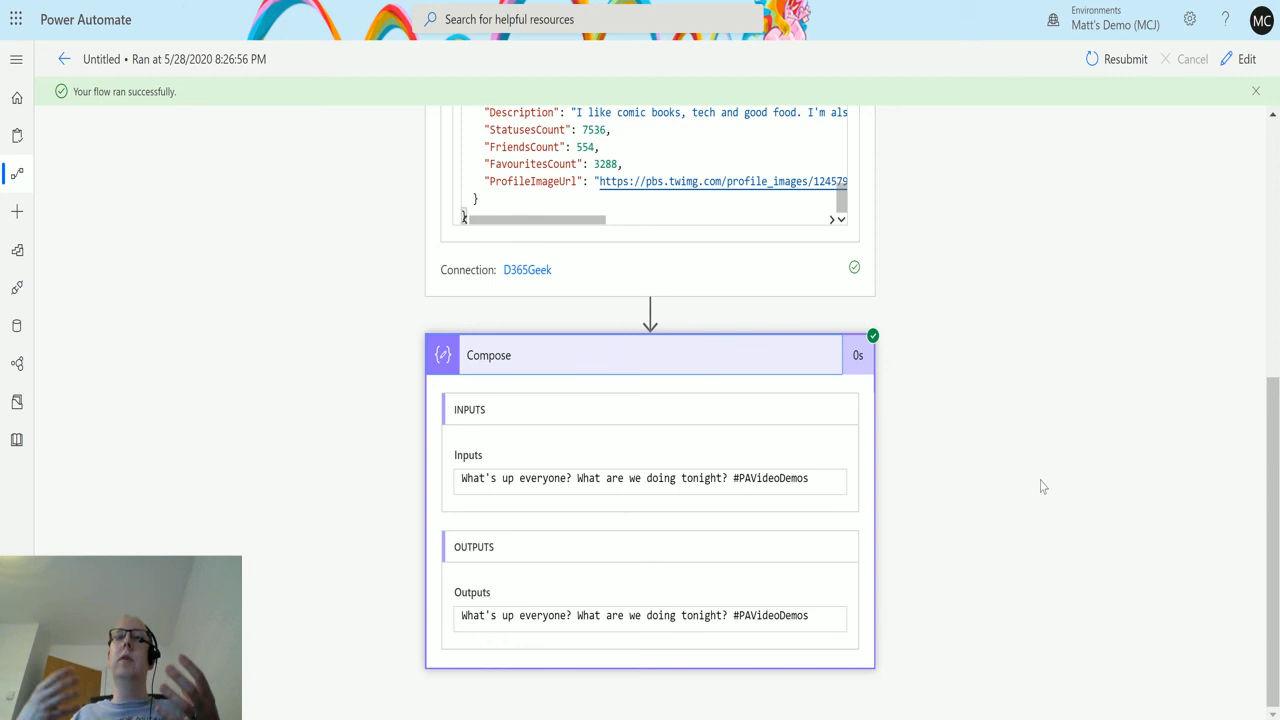 Power Automate
Search for helpful resources
Environments
Matt's Demo (MCJ)
MC
Untitled • Ran at 5/28/2020 8:26:56 PM
Resubmit
Cancel
Edit
Your flow ran successfully.
"Description": "I like comic books, tech and good food. I'm als
"StatusesCount": 7536,
"FriendsCount": 554,
"FavouritesCount": 3288,
"ProfileImageUrl": "https://pbs.twimg.com/profile_images/124579
}
}
Connection: D365Geek
Compose
0s
INPUTS
Inputs
What's up everyone? What are we doing tonight? #PAVideoDemos
OUTPUTS
Outputs
What's up everyone? What are we doing tonight? #PAVideoDemos